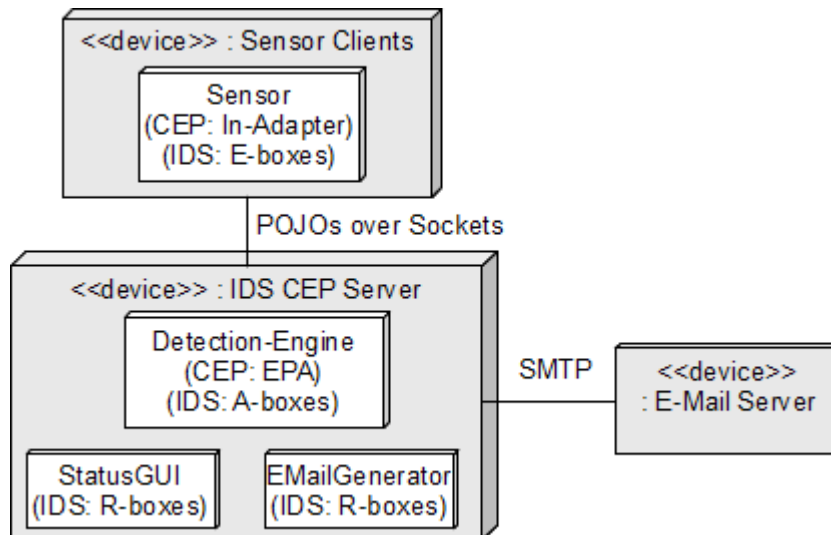 <<device>> : Sensor Clients
Sensor
(CEP: In-Adapter)
(IDS: E-boxes)
POJOs over Sockets
<<device>> : IDS CEP Server
Detection-Engine
(CEP: EPA)
(IDS: A-boxes)
SMTP
<<device>>
: E-Mail Server
StatusGUI
(IDS: R-boxes)
EMailGenerator
(IDS: R-boxes)